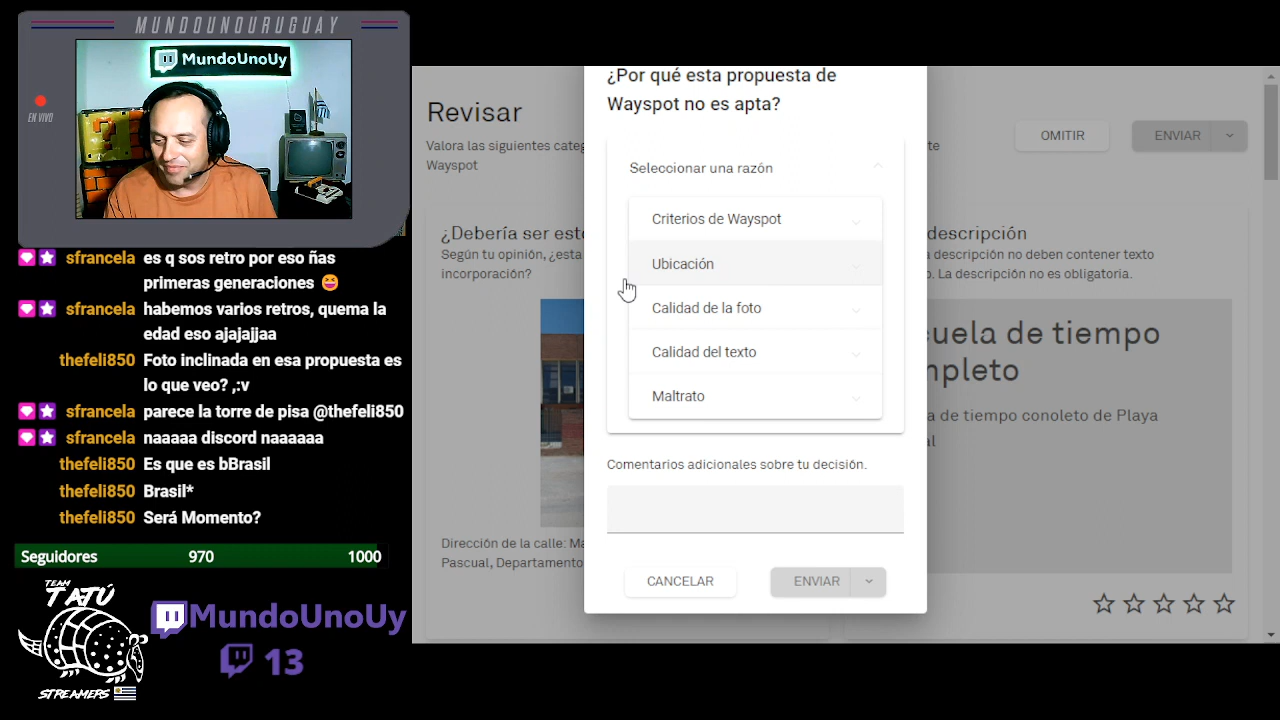 MUNDOUNOURUGUAY
MundoUnoUy
EN VIVO
sfrancela es q sos retro por eso ñas
primeras generaciones 😆
sfrancela habemos varios retros, quema la
edad eso ajajajjaa
thefeli850 Foto inclinada en esa propuesta es
lo que veo? ,:v
sfrancela parece la torre de pisa @thefeli850
sfrancela naaaaa discord naaaaaa
thefeli850 Es que es bBrasil
thefeli850 Brasil*
thefeli850 Será Momento?
Seguidores 970 1000
TEAM
TATÚ
STREAMERS
MundoUnoUy
13
Revisar
Valora las siguientes categ
Wayspot
te
OMITIR
ENVIAR
¿Debería ser esto
Según tu opinión, ¿esta
incorporación?
Dirección de la calle: Ma
Pascual, Departamento
descripción
a descripción no deben contener texto
o. La descripción no es obligatoria.
cuela de tiempo
mpleto
a de tiempo conoleto de Playa
al
¿Por qué esta propuesta de
Wayspot no es apta?
Seleccionar una razón
Criterios de Wayspot
Ubicación
Calidad de la foto
Calidad del texto
Maltrato
Comentarios adicionales sobre tu decisión.
CANCELAR
ENVIAR